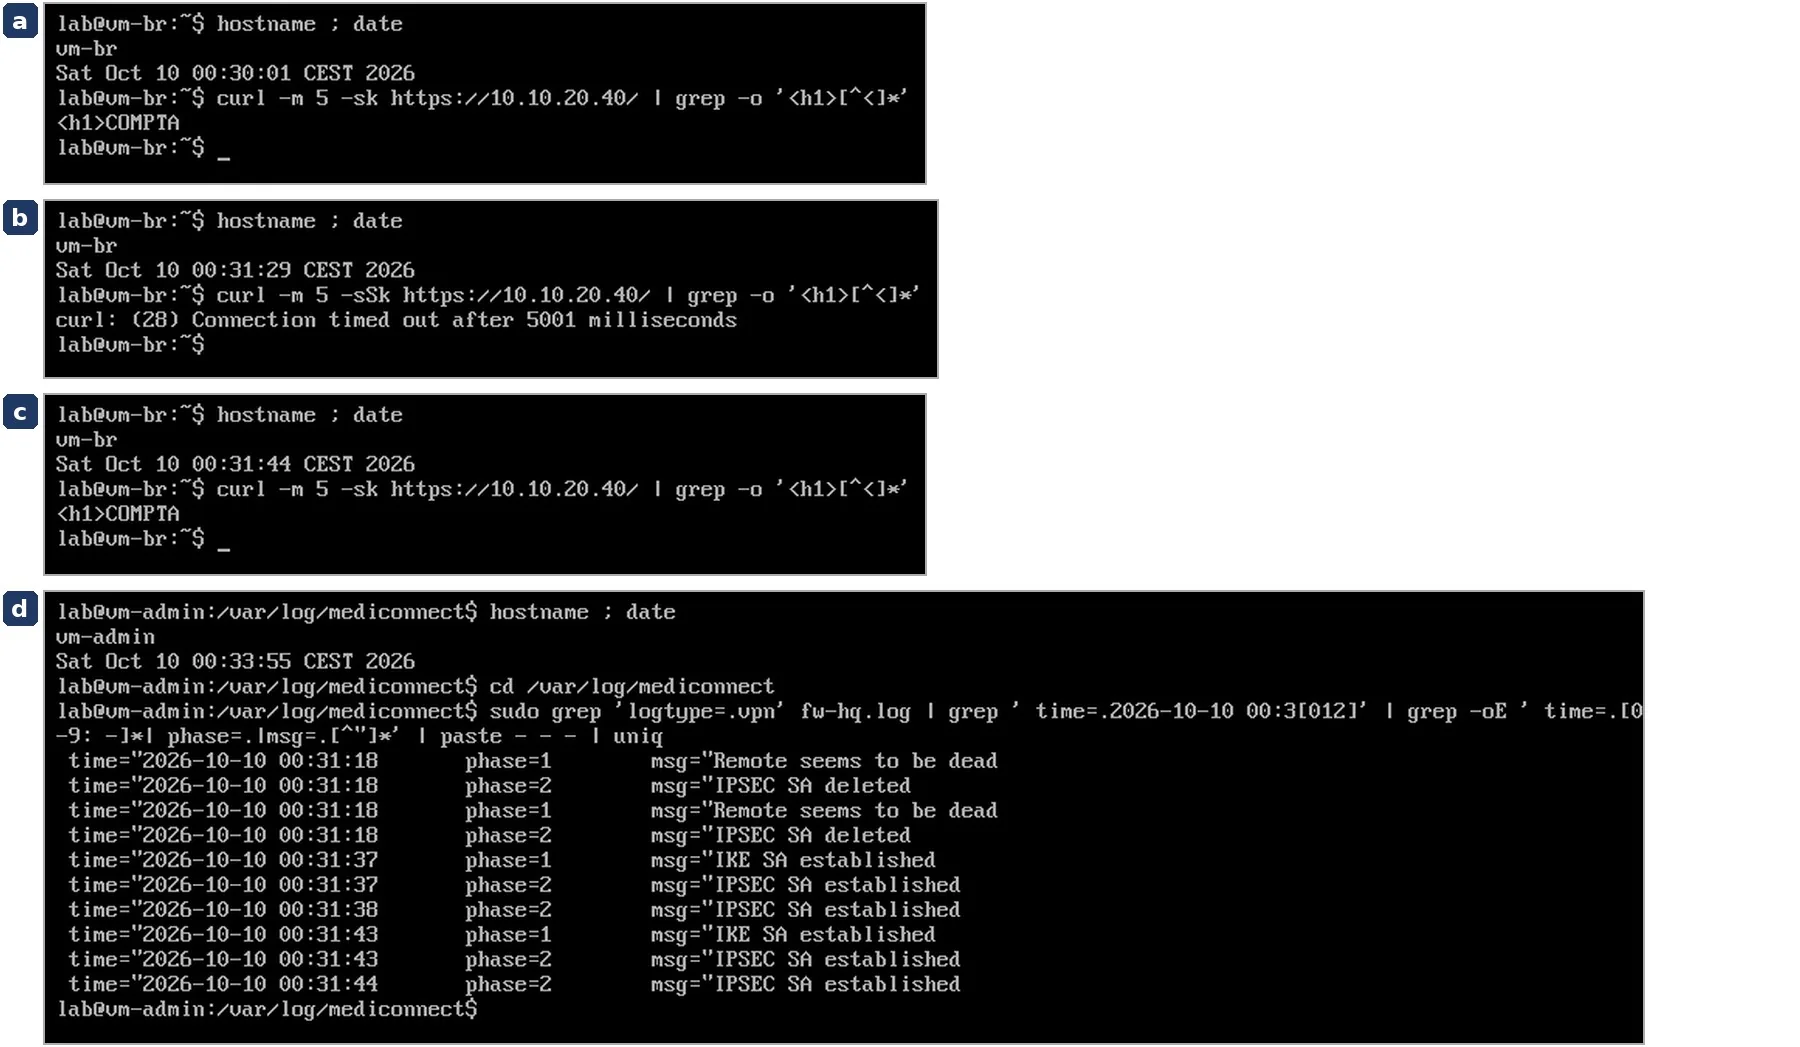 a
lab@vm-br:~$ hostname ; date
vm-br
Sat Oct 10 00:30:01 CEST 2026
lab@vm-br:~$ curl -m 5 -sk https://10.10.20.40/ | grep -o '<h1>[^<]*'
<h1>COMPTA
lab@vm-br:~$ _
b
lab@vm-br:~$ hostname ; date
vm-br
Sat Oct 10 00:31:29 CEST 2026
lab@vm-br:~$ curl -m 5 -sSk https://10.10.20.40/ | grep -o '<h1>[^<]*'
curl: (28) Connection timed out after 5001 milliseconds
lab@vm-br:~$
c
lab@vm-br:~$ hostname ; date
vm-br
Sat Oct 10 00:31:44 CEST 2026
lab@vm-br:~$ curl -m 5 -sk https://10.10.20.40/ | grep -o '<h1>[^<]*'
<h1>COMPTA
lab@vm-br:~$ _
d
lab@vm-admin:/var/log/mediconnect$ hostname ; date
vm-admin
Sat Oct 10 00:33:55 CEST 2026
lab@vm-admin:/var/log/mediconnect$ cd /var/log/mediconnect
lab@vm-admin:/var/log/mediconnect$ sudo grep 'logtype=.vpn' fw-hq.log | grep ' time=.2026-10-10 00:3[012]' | grep -oE ' time=.[0
-9: -]*| phase=.|msg=.[^"]*' | paste - - - | uniq
time="2026-10-10 00:31:18 phase=1 msg="Remote seems to be dead
time="2026-10-10 00:31:18 phase=2 msg="IPSEC SA deleted
time="2026-10-10 00:31:18 phase=1 msg="Remote seems to be dead
time="2026-10-10 00:31:18 phase=2 msg="IPSEC SA deleted
time="2026-10-10 00:31:37 phase=1 msg="IKE SA established
time="2026-10-10 00:31:37 phase=2 msg="IPSEC SA established
time="2026-10-10 00:31:38 phase=2 msg="IPSEC SA established
time="2026-10-10 00:31:43 phase=1 msg="IKE SA established
time="2026-10-10 00:31:43 phase=2 msg="IPSEC SA established
time="2026-10-10 00:31:44 phase=2 msg="IPSEC SA established
lab@vm-admin:/var/log/mediconnect$